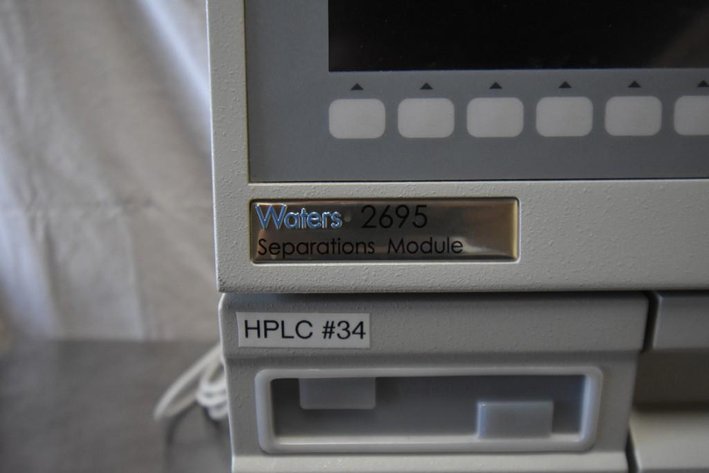 Waters 2695
Separations Module
HPLC #34